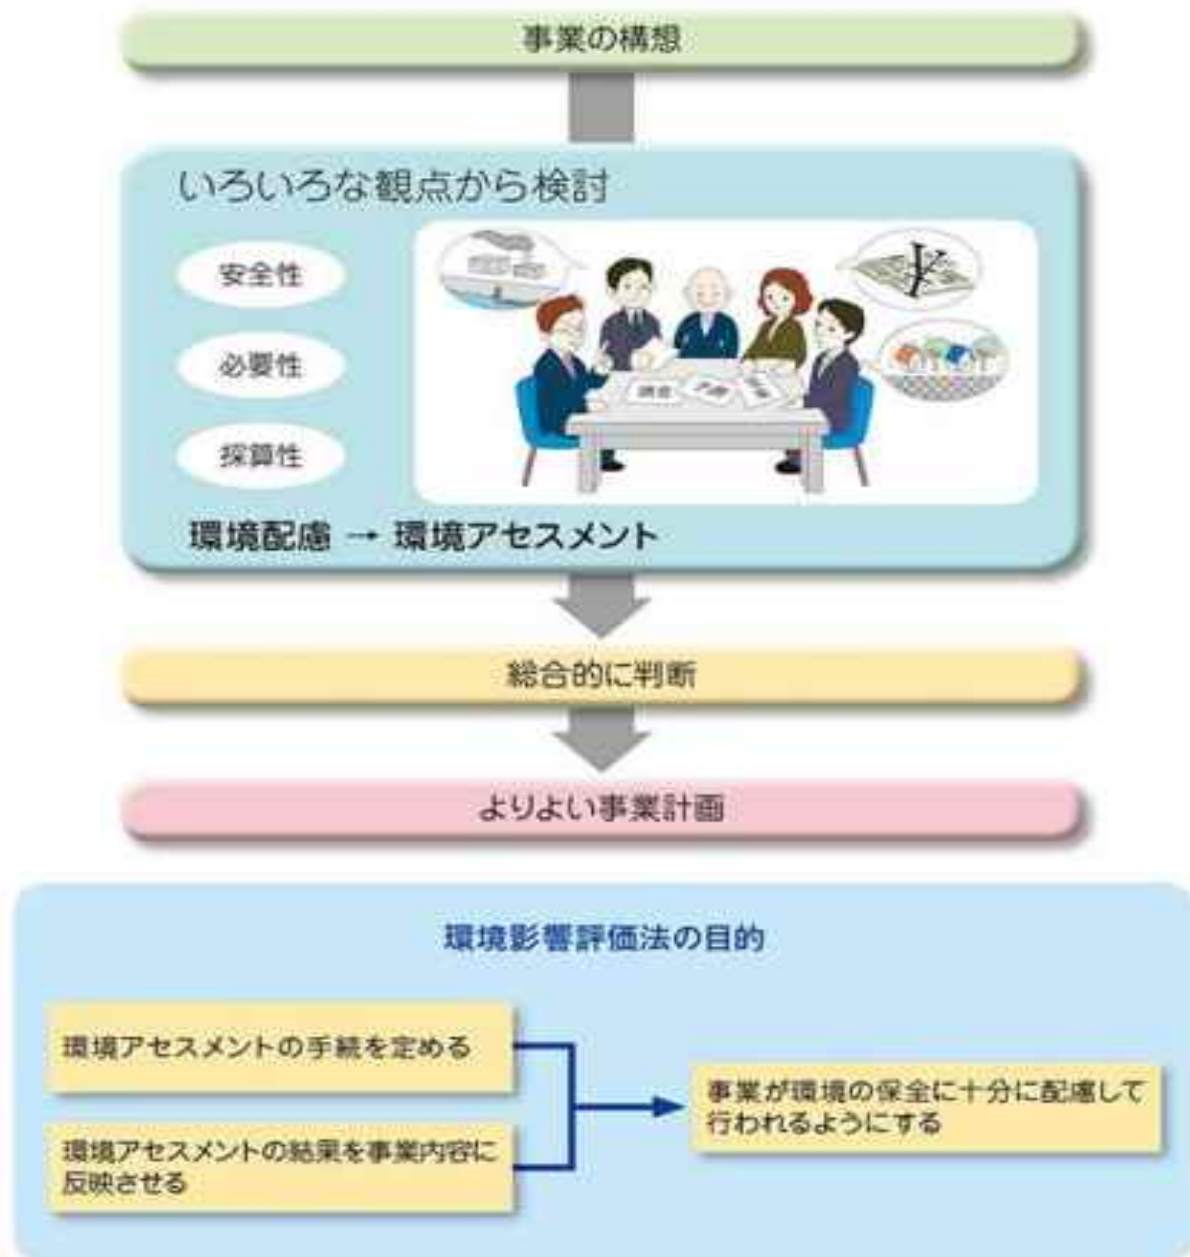 事業の構想
いろいろな観点から検討
安全性
必要性
採算性
環境配慮 → 環境アセスメント
総合的に判断
よりよい事業計画
環境影響評価法の目的
環境アセスメントの手続を定める
環境アセスメントの結果を事業内容に
反映させる
事業が環境の保全に十分に配慮して
行われるようにする